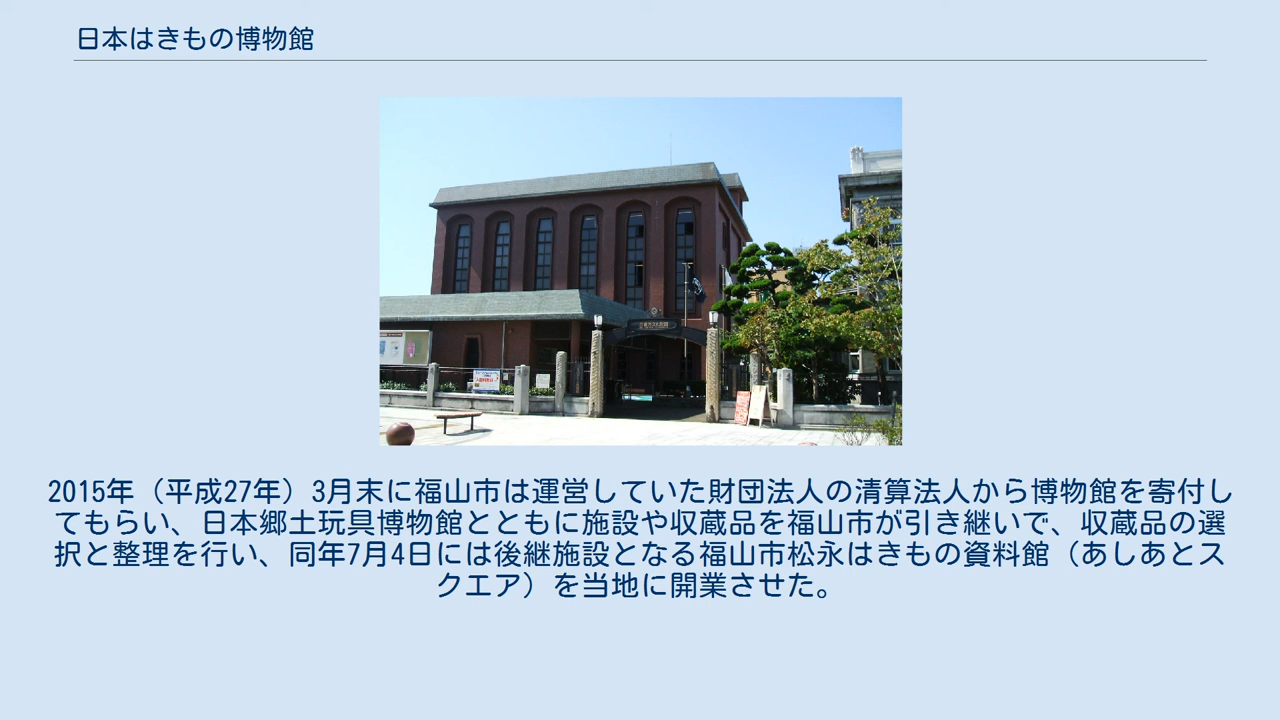 日本はきもの博物館
2015年（平成27年）3月末に福山市は運営していた財団法人の清算法人から博物館を寄付し
てもらい、日本郷土玩具博物館とともに施設や収蔵品を福山市が引き継いで、収蔵品の選
択と整理を行い、同年7月4日には後継施設となる福山市松永はきもの資料館（あしあとス
クエア）を当地に開業させた。